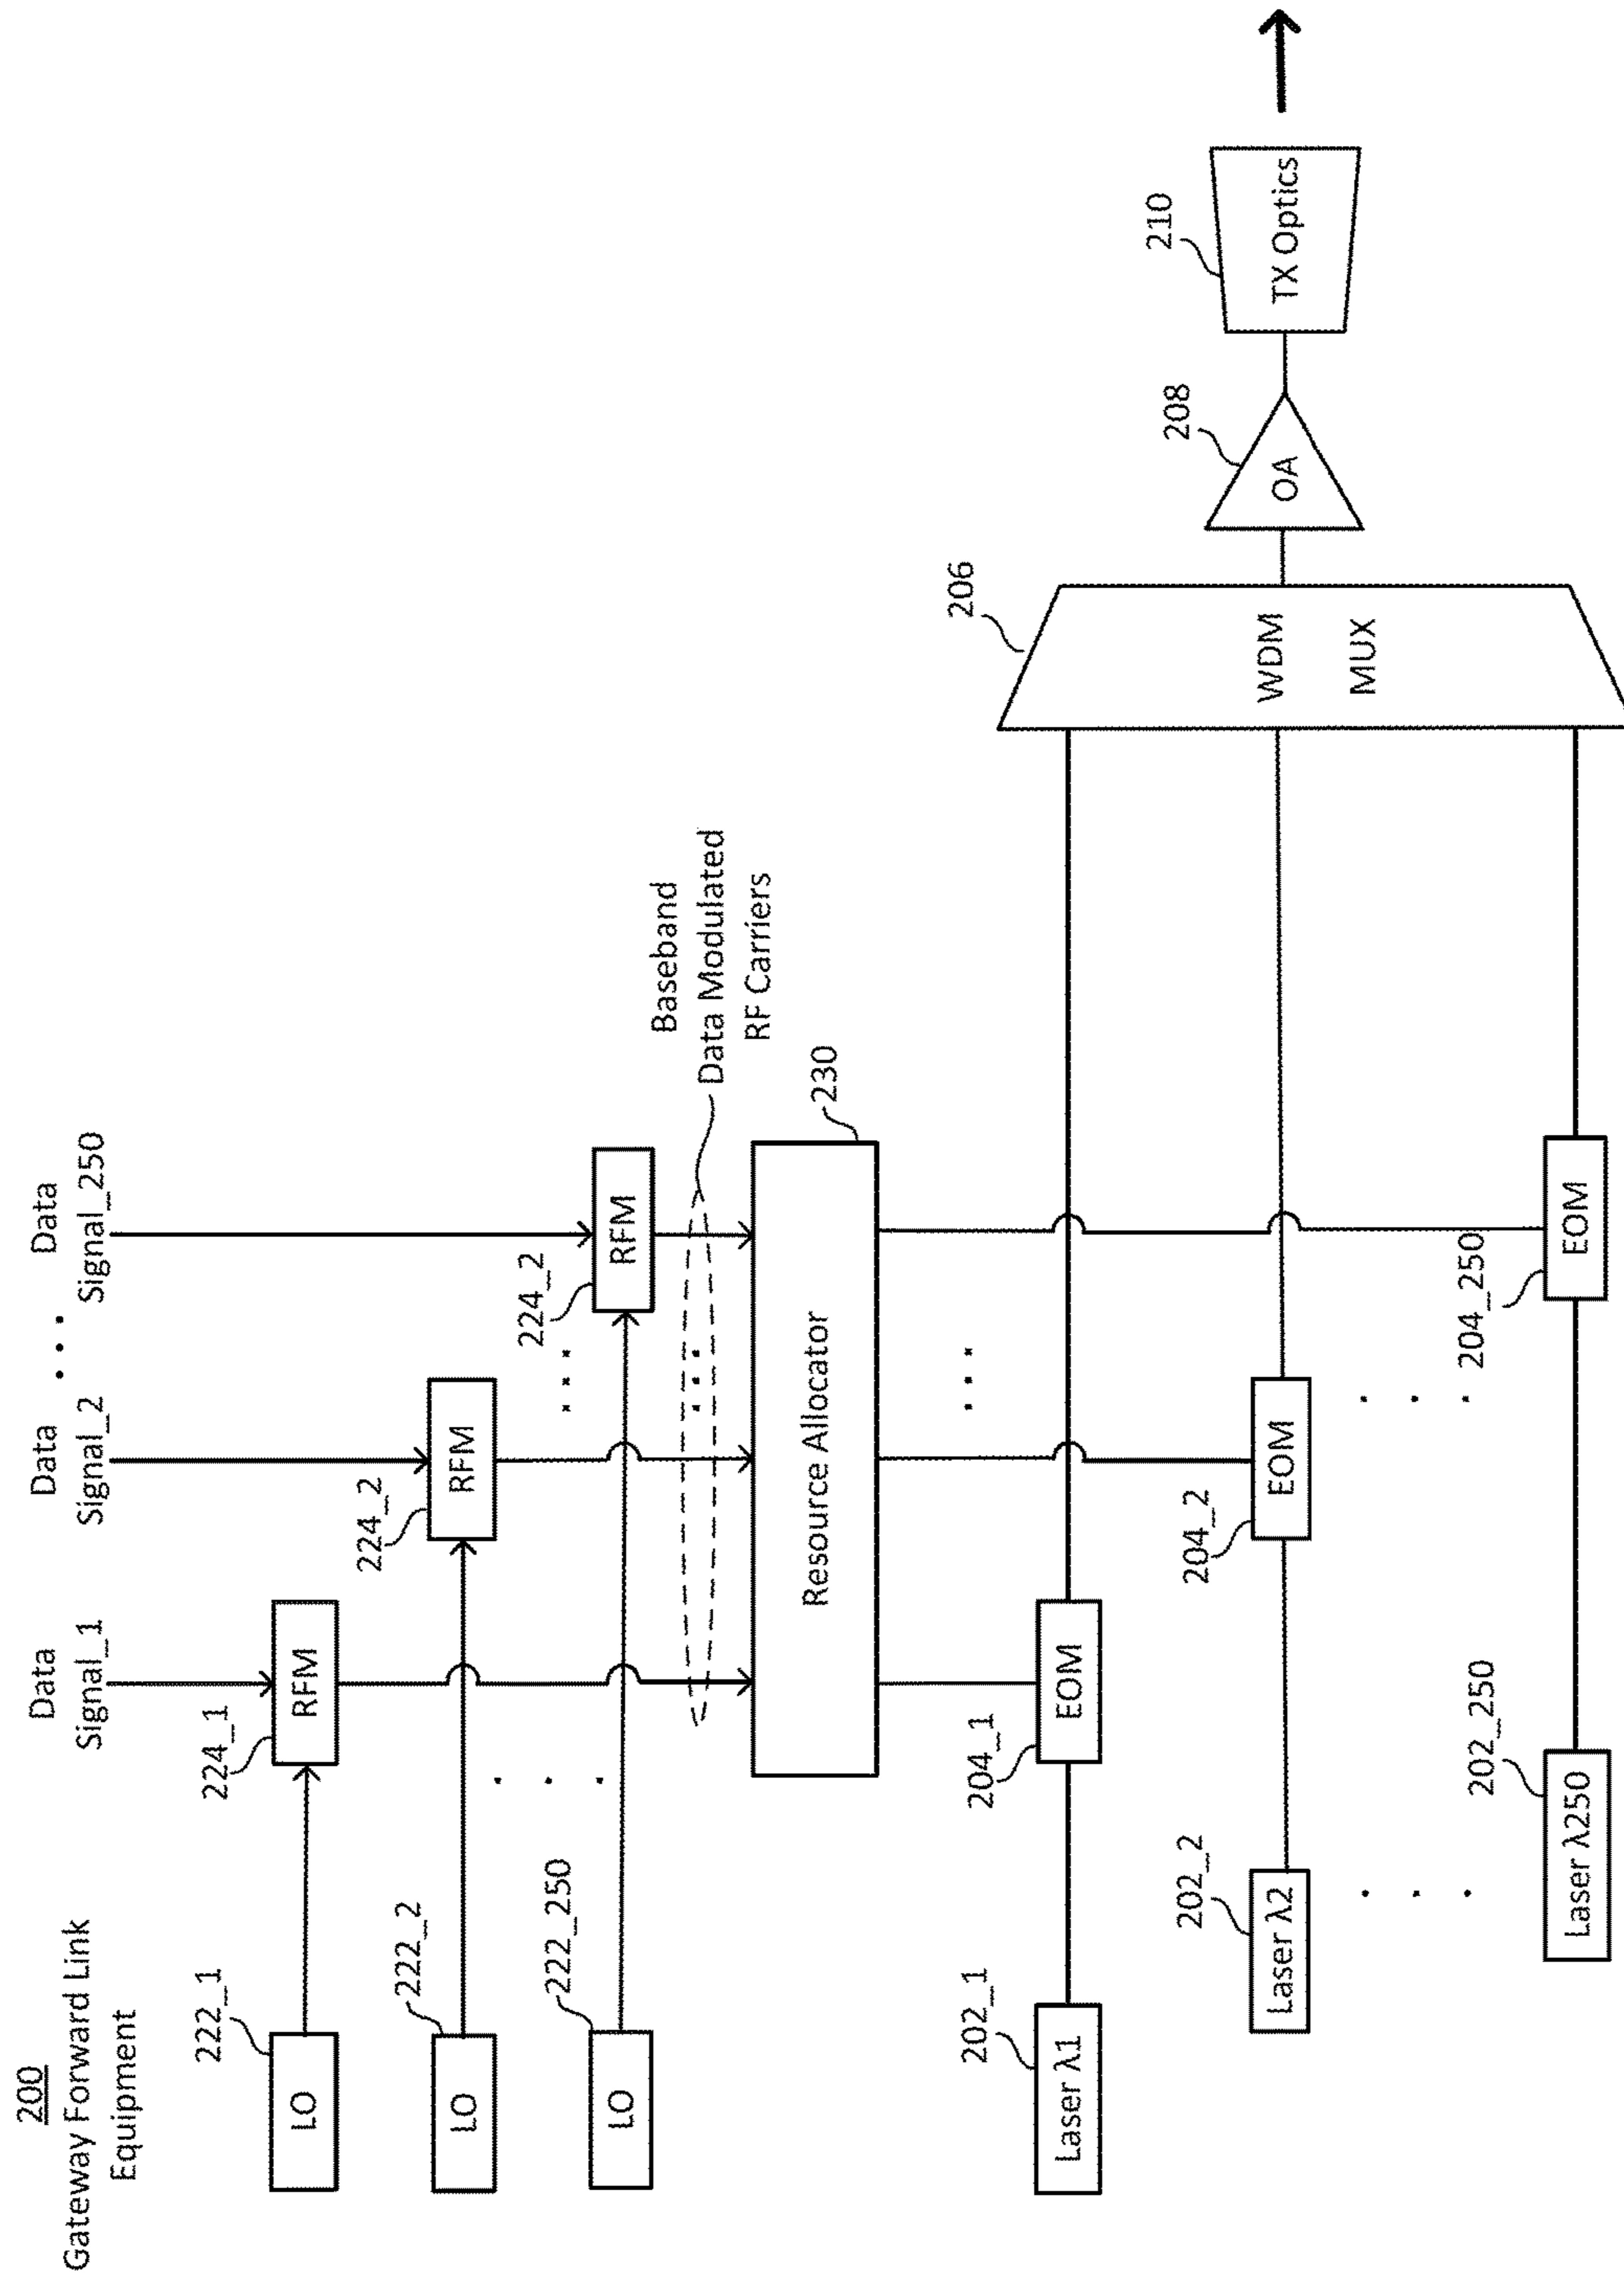 200
Gateway Forward Link
Equipment
Data
Signal_1
Data
Signal_2
Data
Signal_250
222_1
LO
224_1
RFM
222_2
LO
224_2
RFM
222_250
LO
224_2
RFM
Baseband
Data Modulated
RF Carriers
Resource Allocator
230
202_1
Laser λ1
204_1
EOM
202_2
Laser λ2
204_2
EOM
202_250
Laser λ250
204_250
EOM
206
WDM
MUX
208
OA
210
TX Optics